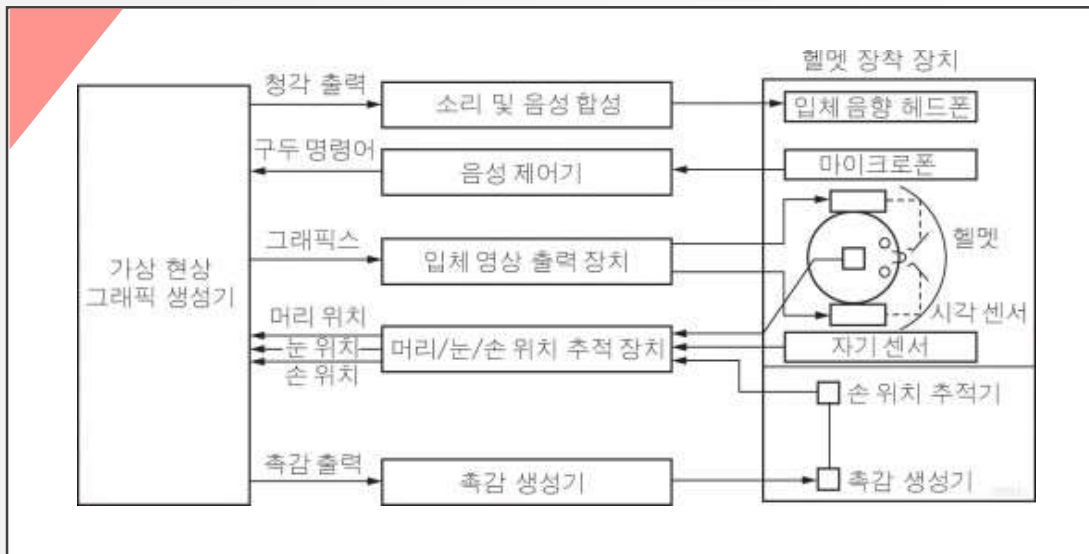 헬멧 장착 장치
청각 출력
소리 및 음성 합성
입체 음향 헤드폰
구두 명령어
음성 제어기
마이크로폰
그래픽스
입체 영상 출력 장치
헬멧
가상 현상
그래픽 생성기
시각 센서
머리 위치
눈 위치
손 위치
머리/눈/손 위치 추적 장치
자기 센서
손 위치 추적기
촉감 출력
촉감 생성기
촉감 생성기